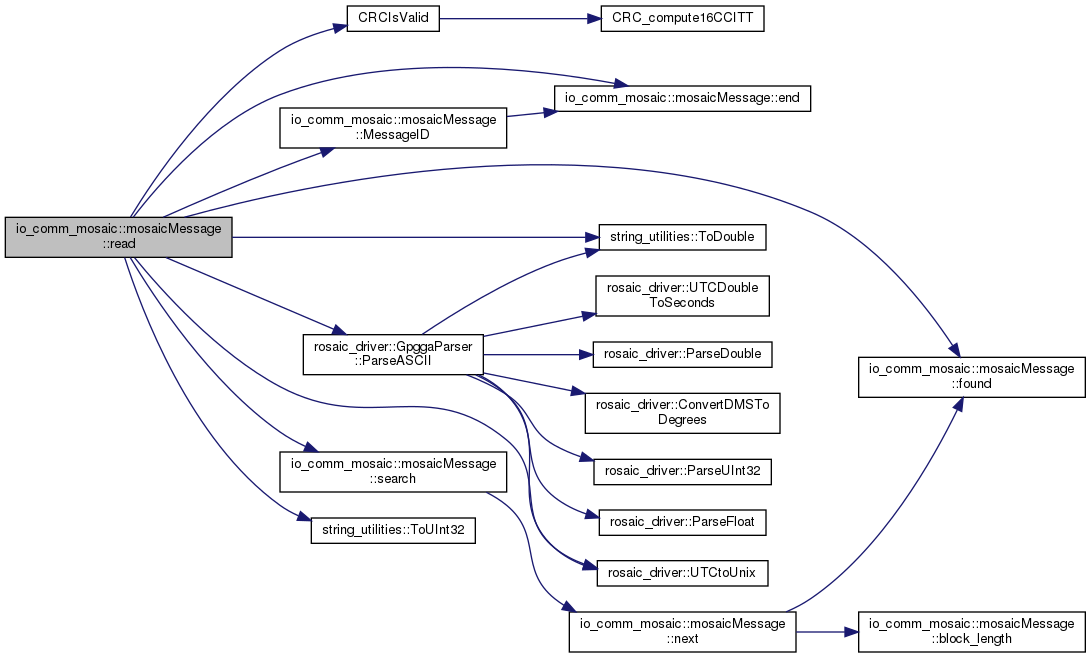 CRCIsValid
CRC_compute16CCITT
io_comm_mosaic::mosaicMessage::end
io_comm_mosaic::mosaicMessage
::MessageID
io_comm_mosaic::mosaicMessage
::read
string_utilities::ToDouble
rosaic_driver::UTCDouble
ToSeconds
rosaic_driver::GpggaParser
::ParseASCII
rosaic_driver::ParseDouble
io_comm_mosaic::mosaicMessage
::found
rosaic_driver::ConvertDMSTo
Degrees
io_comm_mosaic::mosaicMessage
::search
rosaic_driver::ParseUInt32
string_utilities::ToUInt32
rosaic_driver::ParseFloat
rosaic_driver::UTCtoUnix
io_comm_mosaic::mosaicMessage
::next
io_comm_mosaic::mosaicMessage
::block_length